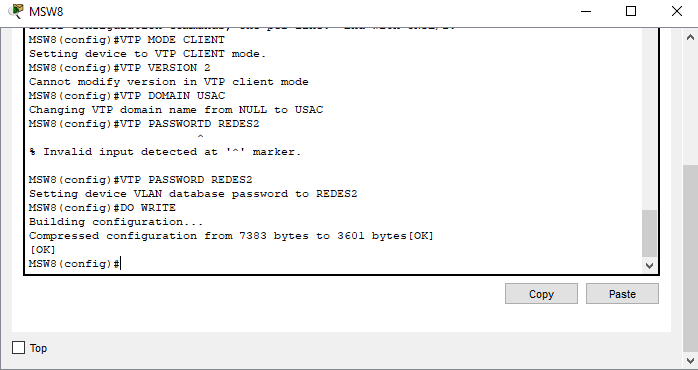 MSW8
MSW8(config)#VTP MODE CLIENT
Setting device to VTP CLIENT mode.
MSW8(config)#VTP VERSION 2
Cannot modify version in VTP client mode
MSW8(config)#VTP DOMAIN USAC
Changing VTP domain name from NULL to USAC
MSW8(config)#VTP PASSWORTD REDES2
^
% Invalid input detected at '^' marker.
MSW8(config)#VTP PASSWORD REDES2
Setting device VLAN database password to REDES2
MSW8(config)#DO WRITE
Building configuration...
Compressed configuration from 7383 bytes to 3601 bytes[OK]
[OK]
MSW8(config)#
Copy Paste
Top